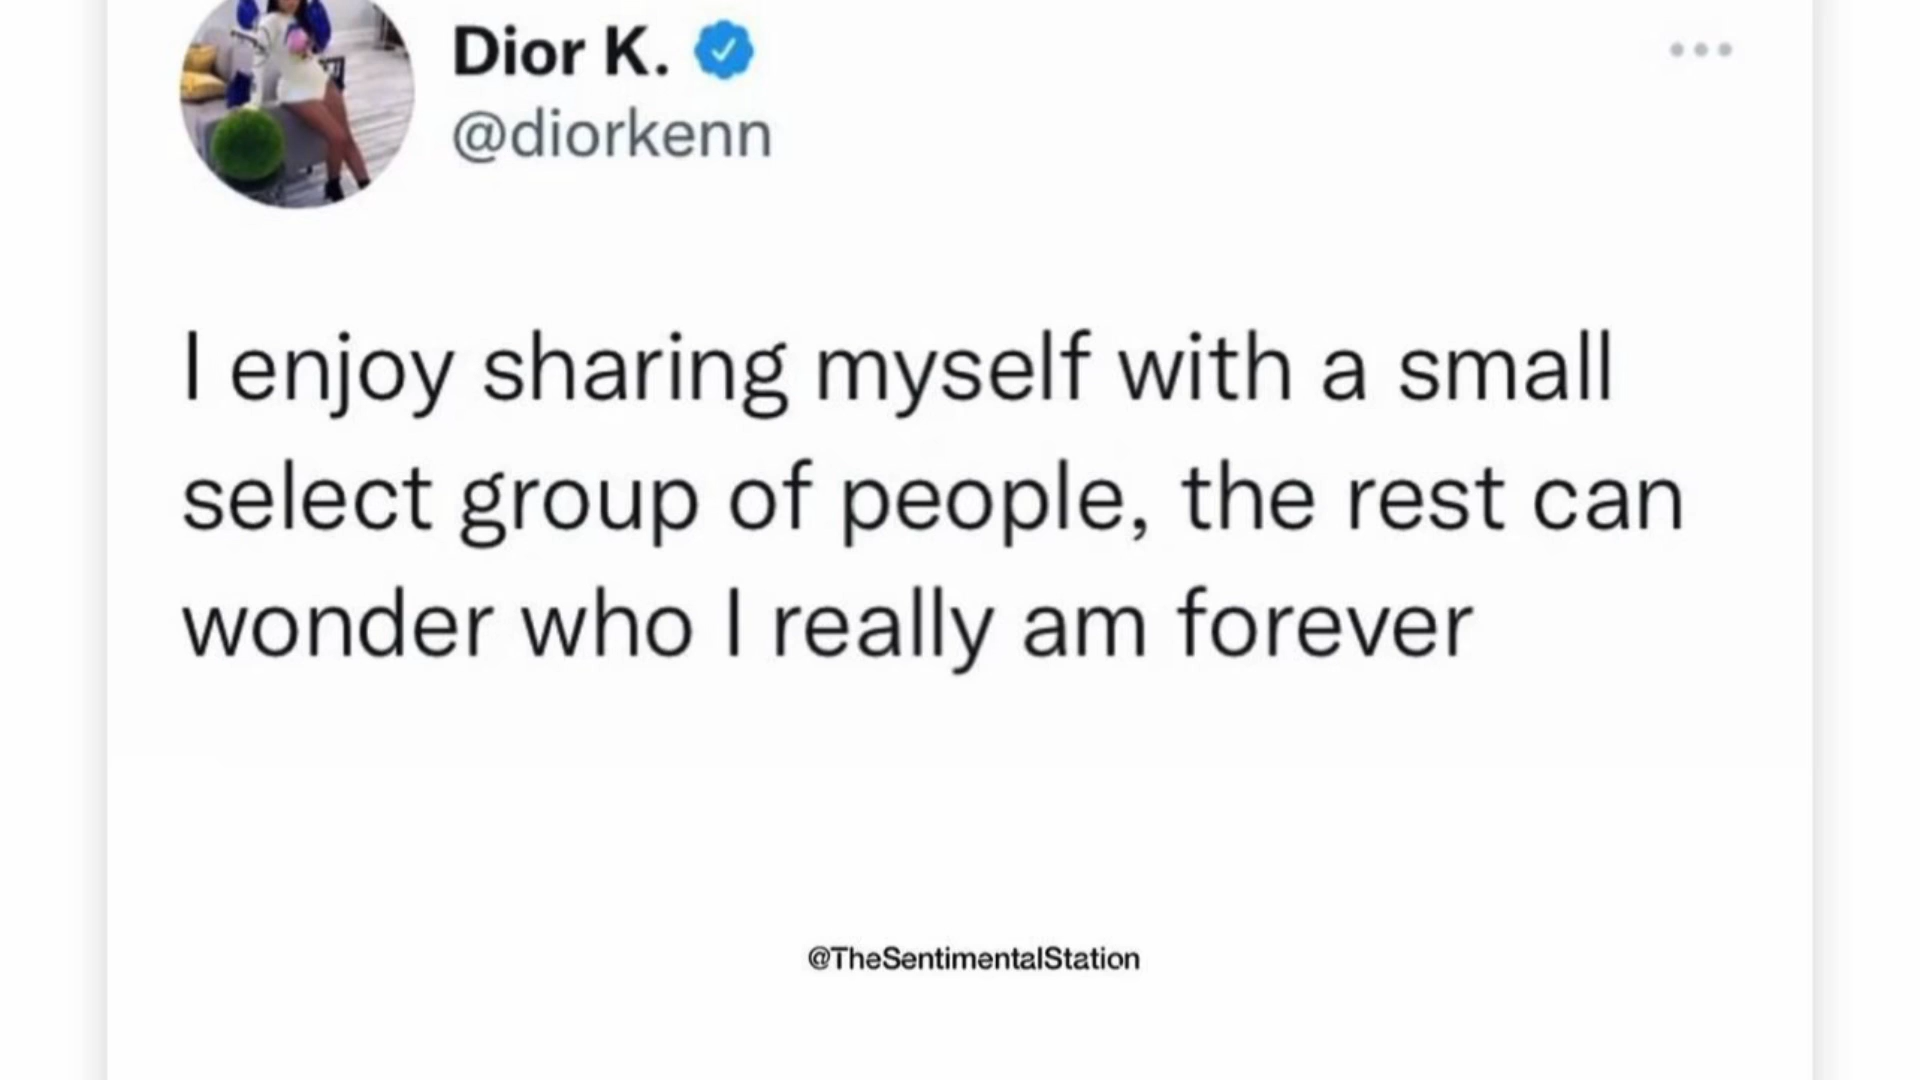 Dior K.
@diorkenn
I enjoy sharing myself with a small
select group of people, the rest can
wonder who I really am forever
@TheSentimentalStation